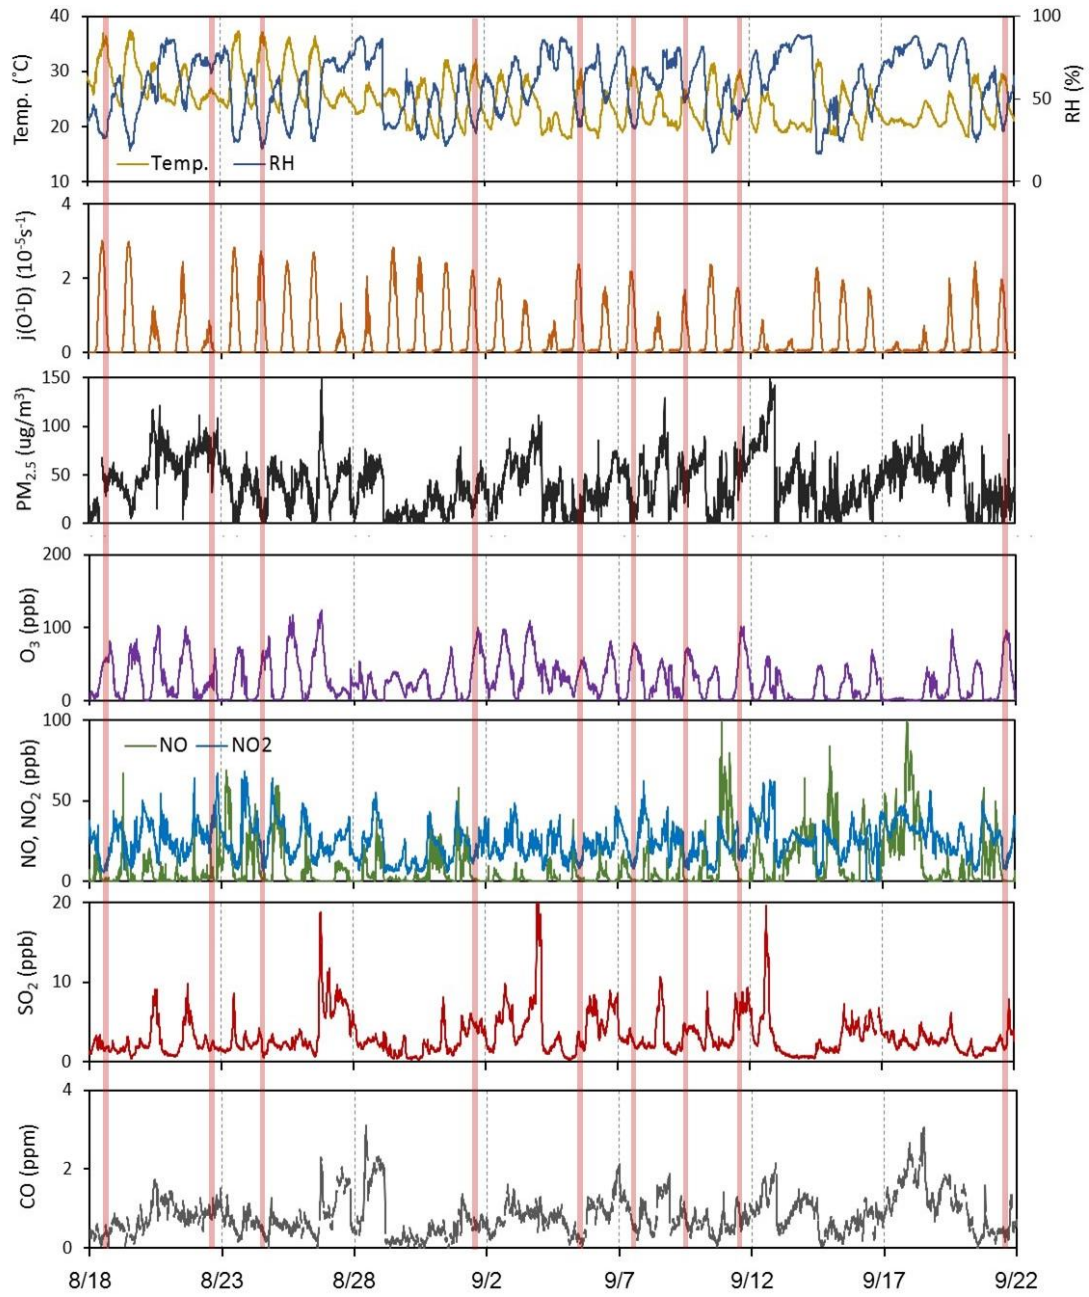 40
30
20
10
Temp. (˚C)
Temp.
RH
100
50
0
RH (%)
4
2
0
j(O¹D) (10⁻⁵s⁻¹)
150
100
50
0
PM₂.₅ (ug/m³)
200
100
0
O₃ (ppb)
100
50
0
NO, NO₂ (ppb)
NO
NO2
20
10
0
SO₂ (ppb)
4
2
0
CO (ppm)
8/18 8/23 8/28 9/2 9/7 9/12 9/17 9/22